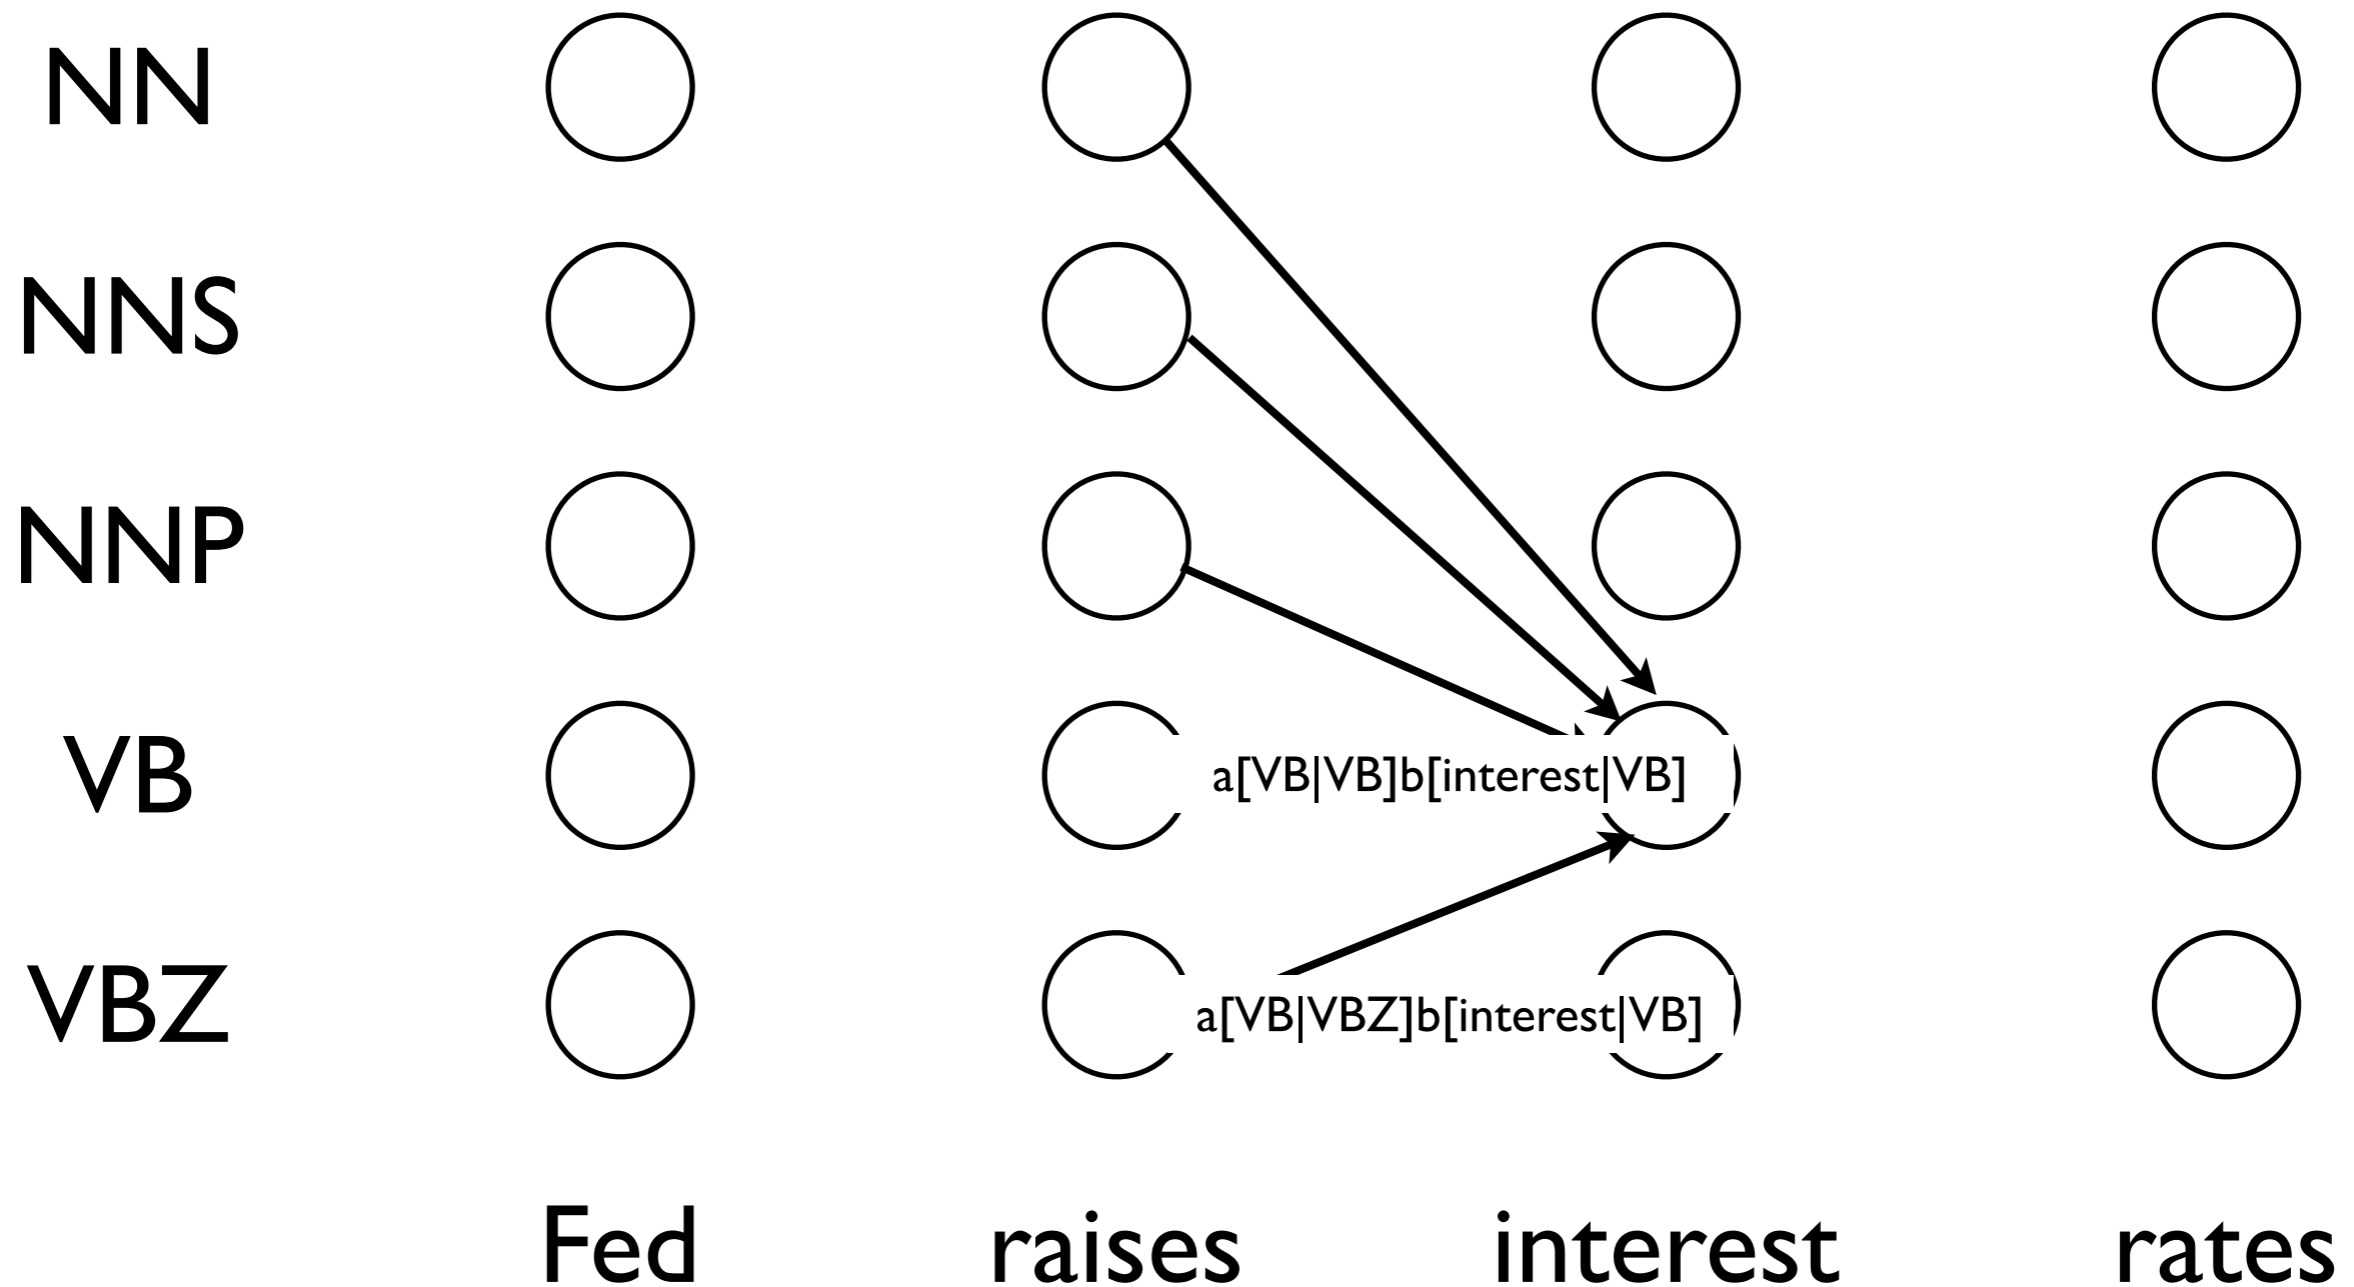 NN
NNS
NNP
VB
a[VB|VB]b[interest|VB]
VBZ
a[VB|VBZ]b[interest|VB]
Fed raises interest rates